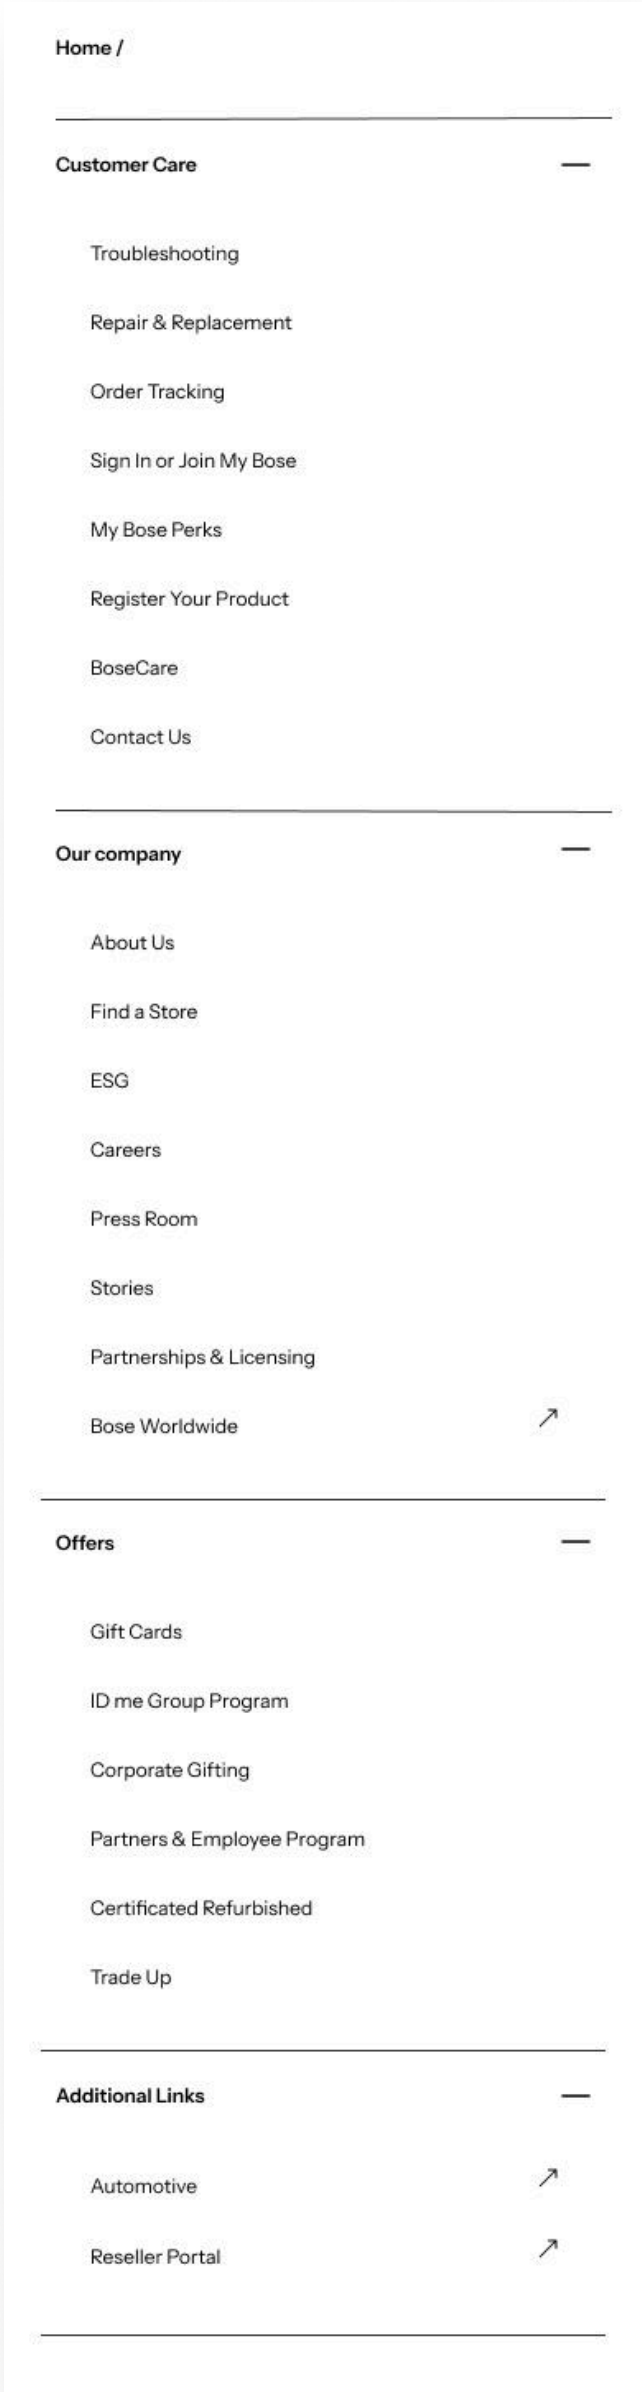 Home /
Customer Care
Troubleshooting
Repair & Replacement
Order Tracking
Sign In or Join My Bose
My Bose Perks
Register Your Product
BoseCare
Contact Us
Our company
About Us
Find a Store
ESG
Careers
Press Room
Stories
Partnerships & Licensing
Bose Worldwide
Offers
Gift Cards
ID me Group Program
Corporate Gifting
Partners & Employee Program
Certificated Refurbished
Trade Up
Additional Links
Automotive
Reseller Portal